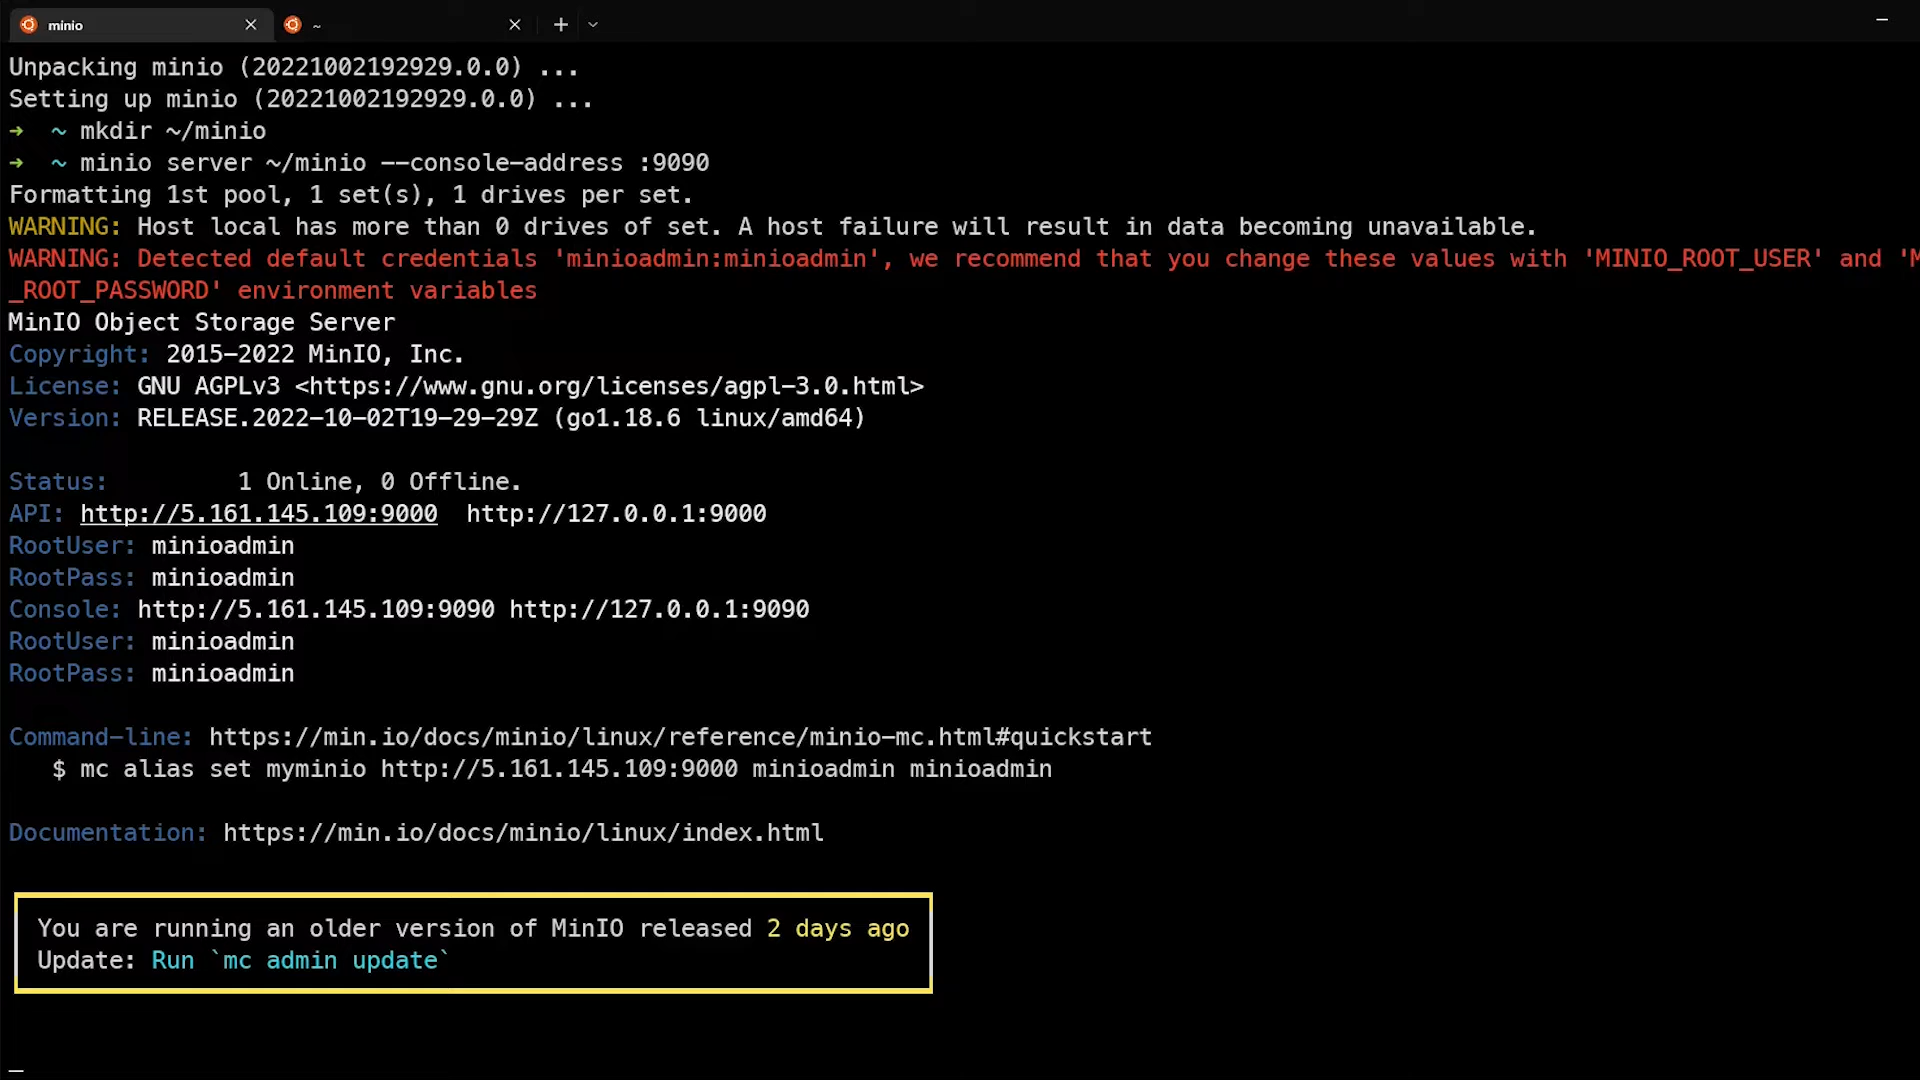 minio
~
Unpacking minio (20221002192929.0.0) ...
Setting up minio (20221002192929.0.0) ...
➜ ~ mkdir ~/minio
➜ ~ minio server ~/minio --console-address :9090
Formatting 1st pool, 1 set(s), 1 drives per set.
WARNING: Host local has more than 0 drives of set. A host failure will result in data becoming unavailable.
WARNING: Detected default credentials 'minioadmin:minioadmin', we recommend that you change these values with 'MINIO_ROOT_USER' and 'M
_ROOT_PASSWORD' environment variables
MinIO Object Storage Server
Copyright: 2015-2022 MinIO, Inc.
License: GNU AGPLv3 <https://www.gnu.org/licenses/agpl-3.0.html>
Version: RELEASE.2022-10-02T19-29-29Z (go1.18.6 linux/amd64)
Status: 1 Online, 0 Offline.
API: http://5.161.145.109:9000 http://127.0.0.1:9000
RootUser: minioadmin
RootPass: minioadmin
Console: http://5.161.145.109:9090 http://127.0.0.1:9090
RootUser: minioadmin
RootPass: minioadmin
Command-line: https://min.io/docs/minio/linux/reference/minio-mc.html#quickstart
$ mc alias set myminio http://5.161.145.109:9000 minioadmin minioadmin
Documentation: https://min.io/docs/minio/linux/index.html
You are running an older version of MinIO released 2 days ago
Update: Run `mc admin update`